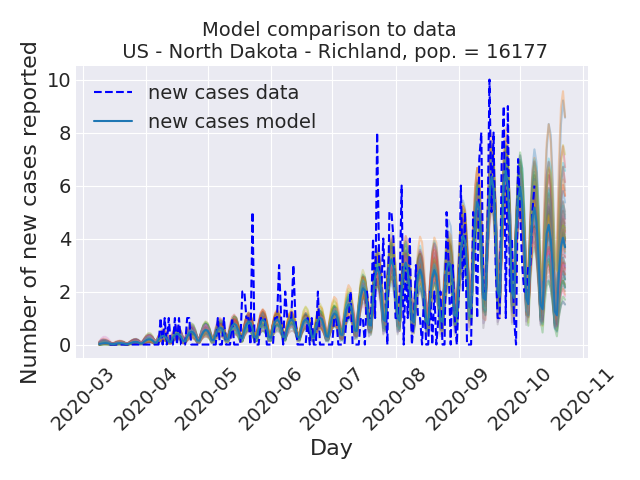 Model comparison to data
US - North Dakota - Richland, pop. = 16177
Number of new cases reported
10
8
6
4
2
0
new cases data
new cases model
2020-03
2020-04
2020-05
2020-06
2020-07
2020-08
2020-09
2020-10
2020-11
Day